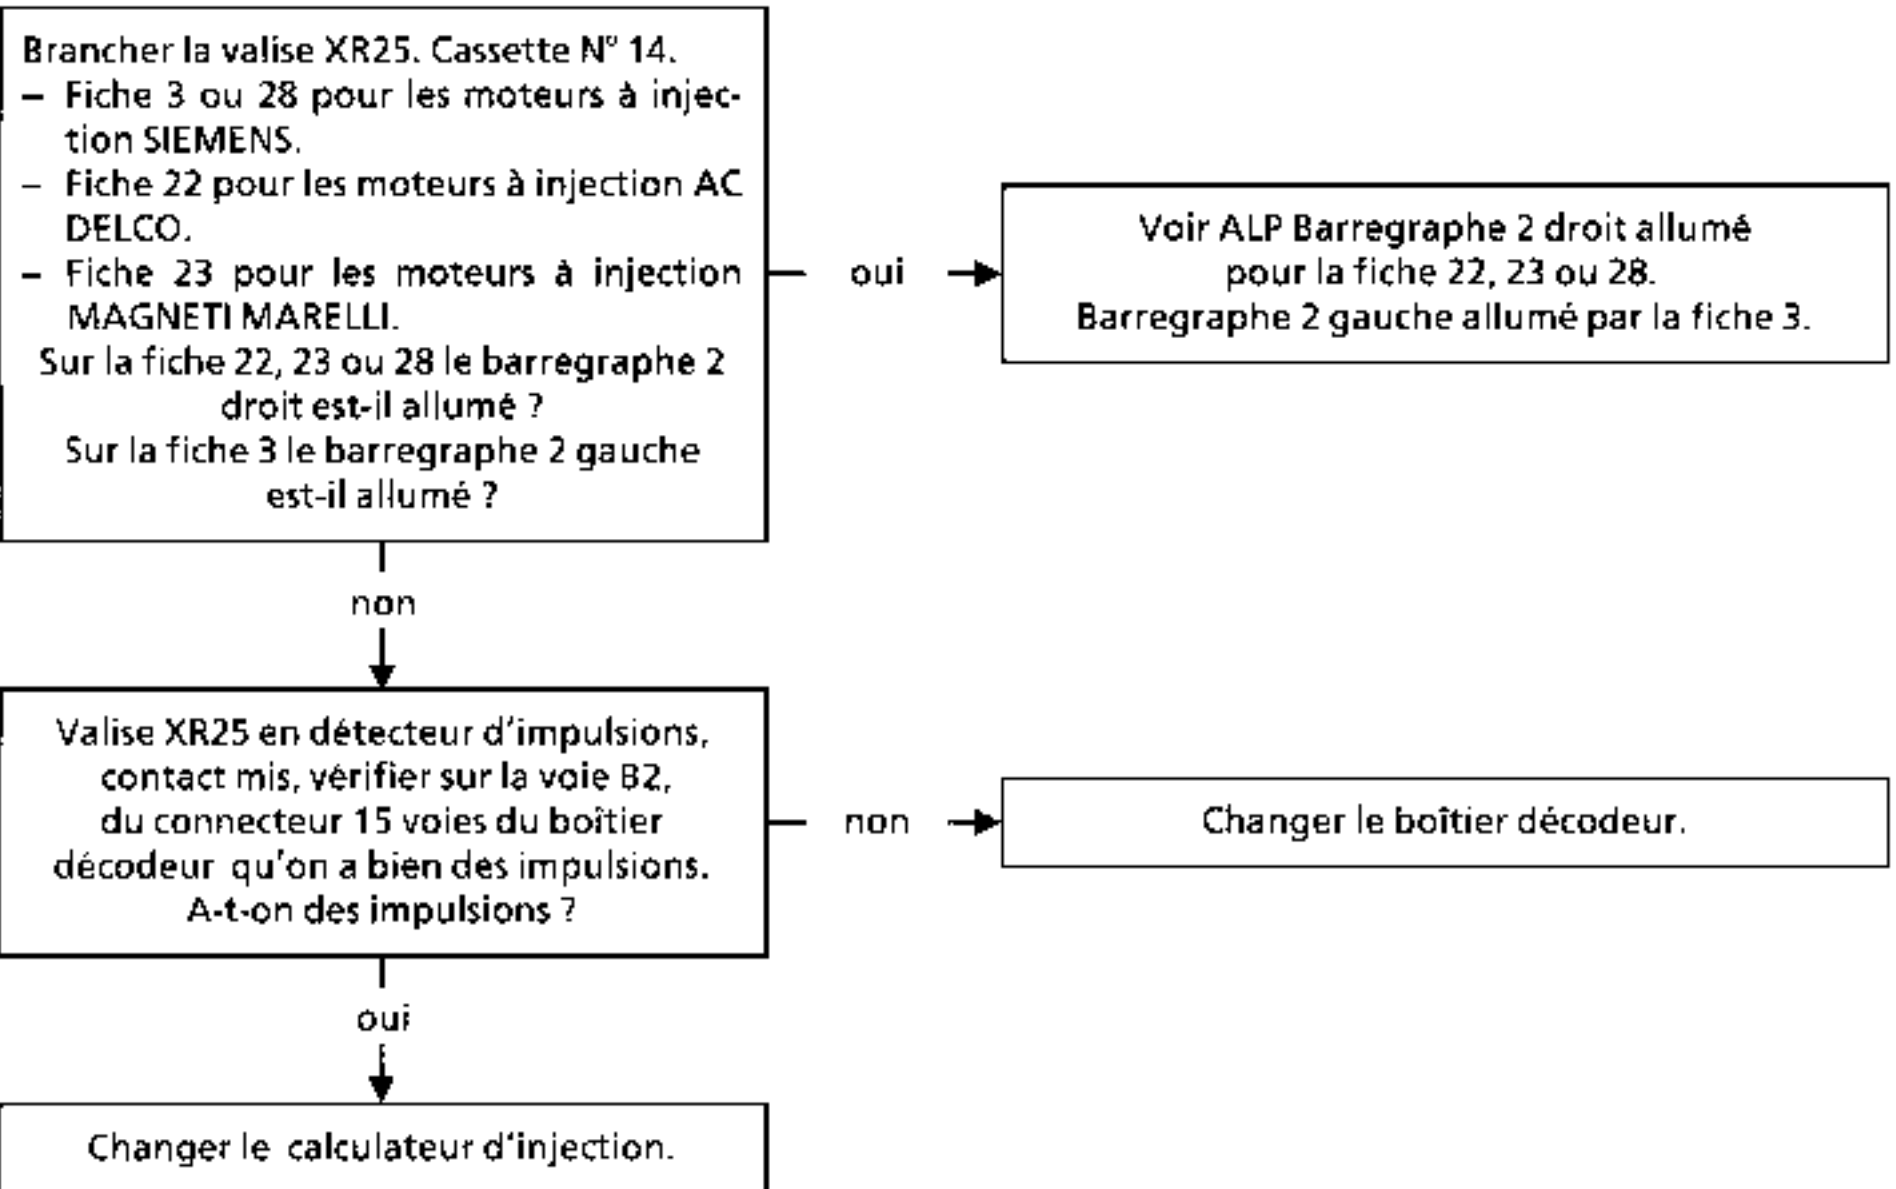 Brancher la valise XR25. Cassette N° 14.
– Fiche 3 ou 28 pour les moteurs à injec-
tion SIEMENS.
– Fiche 22 pour les moteurs à injection AC
DELCO.
– Fiche 23 pour les moteurs à injection
MAGNETI MARELLI.
Sur la fiche 22, 23 ou 28 le barregraphe 2
droit est-il allumé ?
Sur la fiche 3 le barregraphe 2 gauche
est-il allumé ?
oui
Voir ALP Barregraphe 2 droit allumé
pour la fiche 22, 23 ou 28.
Barregraphe 2 gauche allumé par la fiche 3.
non
Valise XR25 en détecteur d'impulsions,
contact mis, vérifier sur la voie B2,
du connecteur 15 voies du boîtier
décodeur qu'on a bien des impulsions.
A-t-on des impulsions ?
non
Changer le boîtier décodeur.
oui
Changer le calculateur d'injection.